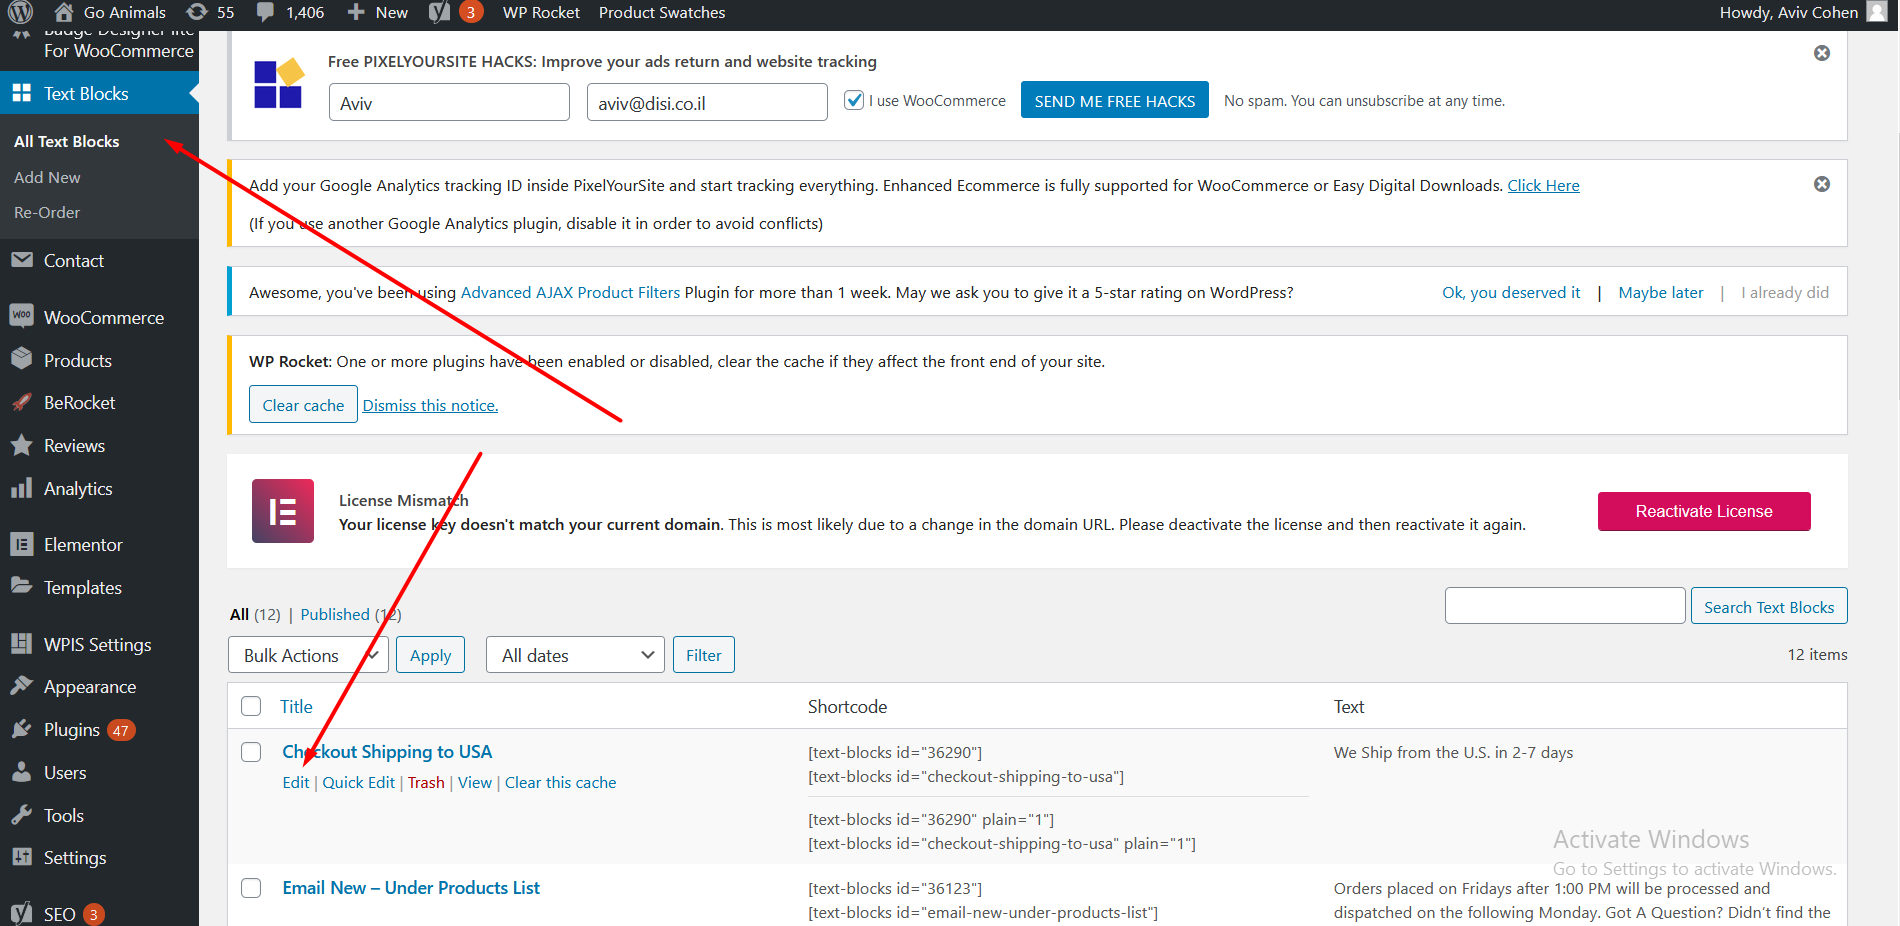 Go Animals 55 1,406 New 3 WP Rocket Product Swatches Howdy, Aviv Cohen
Badge Designer lite
For WooCommerce
Text Blocks
All Text Blocks
Add New
Re-Order
Contact
WOO WooCommerce
Products
BeRocket
Reviews
Analytics
Elementor
Templates
WPIS Settings
Appearance
Plugins 47
Users
Tools
Settings
SEO 3
Free PIXELYOURSITE HACKS: Improve your ads return and website tracking
Aviv aviv@disi.co.il I use WooCommerce SEND ME FREE HACKS No spam. You can unsubscribe at any time.
Add your Google Analytics tracking ID inside PixelYourSite and start tracking everything. Enhanced Ecommerce is fully supported for WooCommerce or Easy Digital Downloads. Click Here
(If you use another Google Analytics plugin, disable it in order to avoid conflicts)
Awesome, you've been using Advanced AJAX Product Filters Plugin for more than 1 week. May we ask you to give it a 5-star rating on WordPress? Ok, you deserved it | Maybe later | I already did
WP Rocket: One or more plugins have been enabled or disabled, clear the cache if they affect the front end of your site.
Clear cache Dismiss this notice.
License Mismatch
Your license key doesn't match your current domain. This is most likely due to a change in the domain URL. Please deactivate the license and then reactivate it again.
Reactivate License
All (12) | Published (12)
Search Text Blocks
Bulk Actions Apply All dates Filter
12 items
Title Shortcode Text
Checkout Shipping to USA
Edit | Quick Edit | Trash | View | Clear this cache
[text-blocks id="36290"]
[text-blocks id="checkout-shipping-to-usa"]
[text-blocks id="36290" plain="1"]
[text-blocks id="checkout-shipping-to-usa" plain="1"]
We Ship from the U.S. in 2-7 days
Activate Windows
Go to Settings to activate Windows.
Email New – Under Products List
[text-blocks id="36123"]
[text-blocks id="email-new-under-products-list"]
Orders placed on Fridays after 1:00 PM will be processed and
dispatched on the following Monday. Got A Question? Didn't find the